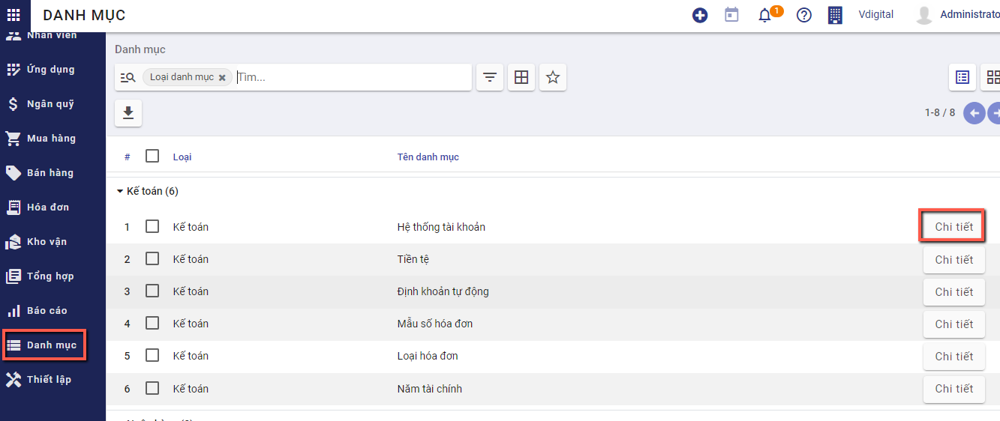 DANH MỤC
1
Vdigital
Administrato
Nhân viên
Ứng dụng
Ngân quỹ
Mua hàng
Bán hàng
Hóa đơn
Kho vận
Tổng hợp
Báo cáo
Danh mục
Thiết lập
Danh mục
Loại danh mục
Tìm...
1-8 / 8
# Loại Tên danh mục
Kế toán (6)
1 Kế toán Hệ thống tài khoản Chi tiết
2 Kế toán Tiền tệ Chi tiết
3 Kế toán Định khoản tự động Chi tiết
4 Kế toán Mẫu số hóa đơn Chi tiết
5 Kế toán Loại hóa đơn Chi tiết
6 Kế toán Năm tài chính Chi tiết